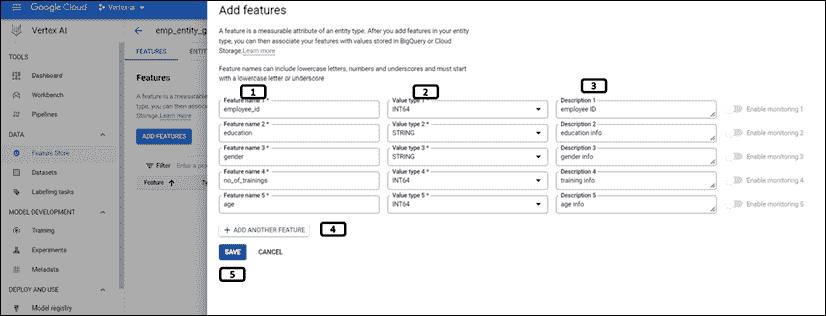 Google Cloud
Vertex-ai
Vertex AI
emp_entity_g
TOOLS
Dashboard
Workbench
Pipelines
DATA
Feature Store
Datasets
Labelling tasks
MODEL DEVELOPMENT
Training
Experiments
Metadata
DEPLOY AND USE
Model registry
FEATURES
ENTIT
Features
A feature is a measurable
type, you can then associat
Storage. Learn more
ADD FEATURES
Filter
Feature
Add features
A feature is a measurable attribute of an entity type. After you add features in your entity
type, you can then associate your features with values stored in BigQuery or Cloud
Storage. Learn more
Feature names can include lowercase letters, numbers and underscores and must start
with a lowercase letter or underscore
1 2 3
Feature name 1 * Value type 1 * Description 1
employee_id INT64 employee ID Enable monitoring 1
Feature name 2 * Value type 2 * Description 2
education STRING education info Enable monitoring 2
Feature name 3 * Value type 3 * Description 3
gender STRING gender info Enable monitoring 3
Feature name 4 * Value type 4 * Description 4
no_of_trainings INT64 training info Enable monitoring 4
Feature name 5 * Value type 5 * Description 5
age INT64 age info Enable monitoring 5
+ ADD ANOTHER FEATURE 4
SAVE CANCEL
5